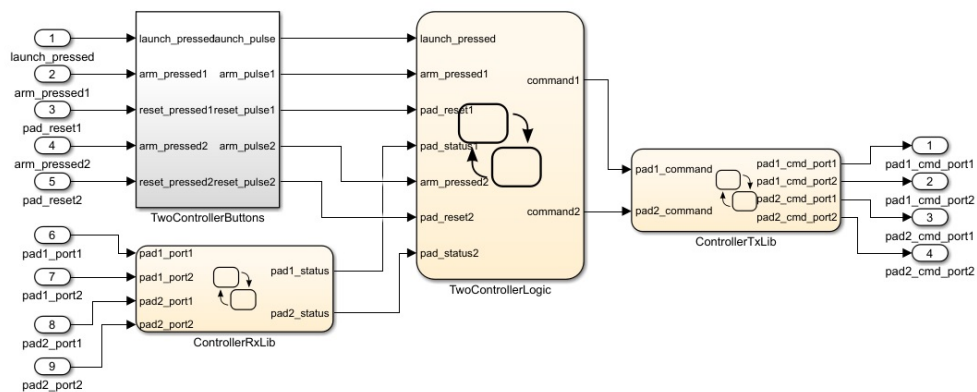 1
launch_pressed
2
arm_pressed1
3
pad_reset1
4
arm_pressed2
5
pad_reset2
launch_pressed launch_pulse
arm_pressed1 arm_pulse1
reset_pressed1 reset_pulse1
arm_pressed2 arm_pulse2
reset_pressed2 reset_pulse2
TwoControllerButtons
6
pad1_port1
7
pad1_port2
8
pad2_port1
9
pad2_port2
pad1_port1
pad1_port2
pad2_port1
pad2_port2
pad1_status
pad2_status
ControllerRxLib
launch_pressed
arm_pressed1
pad_reset1
pad_status1
arm_pressed2
pad_reset2
pad_status2
command1
command2
TwoControllerLogic
pad1_command
pad2_command
pad1_cmd_port1
pad1_cmd_port2
pad2_cmd_port1
pad2_cmd_port2
ControllerTxLib
1
pad1_cmd_port1
2
pad1_cmd_port2
3
pad2_cmd_port1
4
pad2_cmd_port2